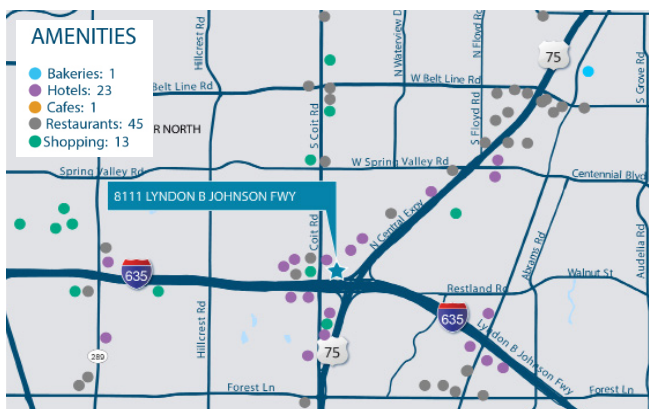 AMENITIES
Bakeries: 1
Hotels: 23
Cafes: 1
Restaurants: 45
Shopping: 13
Hillcrest Rd
S Coit Rd
N Waterview D
N Floyd Rd
75
S Grove Rd
Belt Line Rd
W Belt Line Rd
R NORTH
S Floyd Rd
Spring Valley Rd
W Spring Valley Rd
Centennial Blvd
8111 LYNDON B JOHNSON FWY
Coit Rd
N Central Expy
Abrams Rd
Audelia Rd
635
Walnut St
Restland Rd
Hillcrest Rd
635
Lyndon B Johnson Fwy
75
289
Forest Ln
Forest Ln